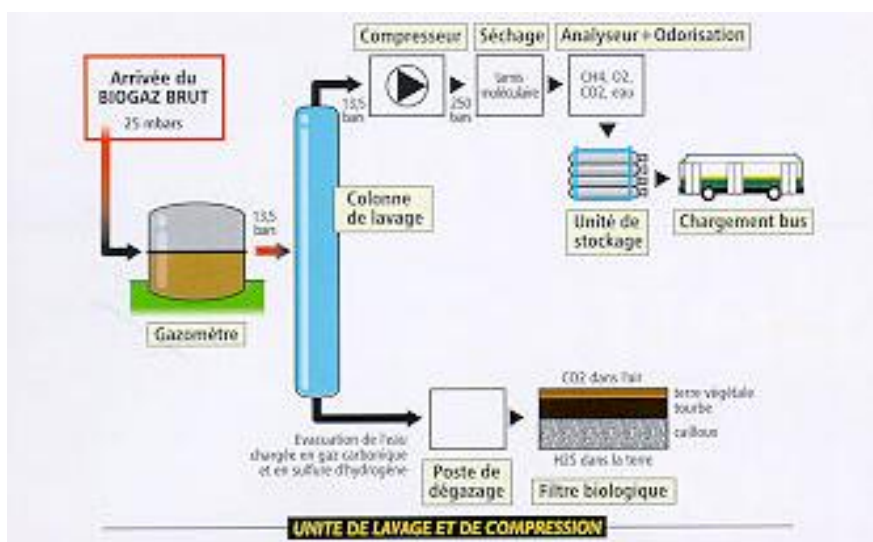 Arrivée du
BIOGAZ BRUT
25 mbars
Gazomètre
13,5
bars
Colonne
de lavage
13,5
bars
Compresseur
250
bars
Séchage
tamis
moléculaire
Analyseur + Odorisation
CH4, O2,
CO2, eau
Unité de
stockage
Chargement bus
Evacuation de l'eau
chargée en gaz carbonique
et en sulfure d'hydrogène
Poste de
dégazage
CO2 dans l'air
terre végétale
tourbe
cailloux
H2S dans la terre
Filtre biologique
UNITE DE LAVAGE ET DE COMPRESSION